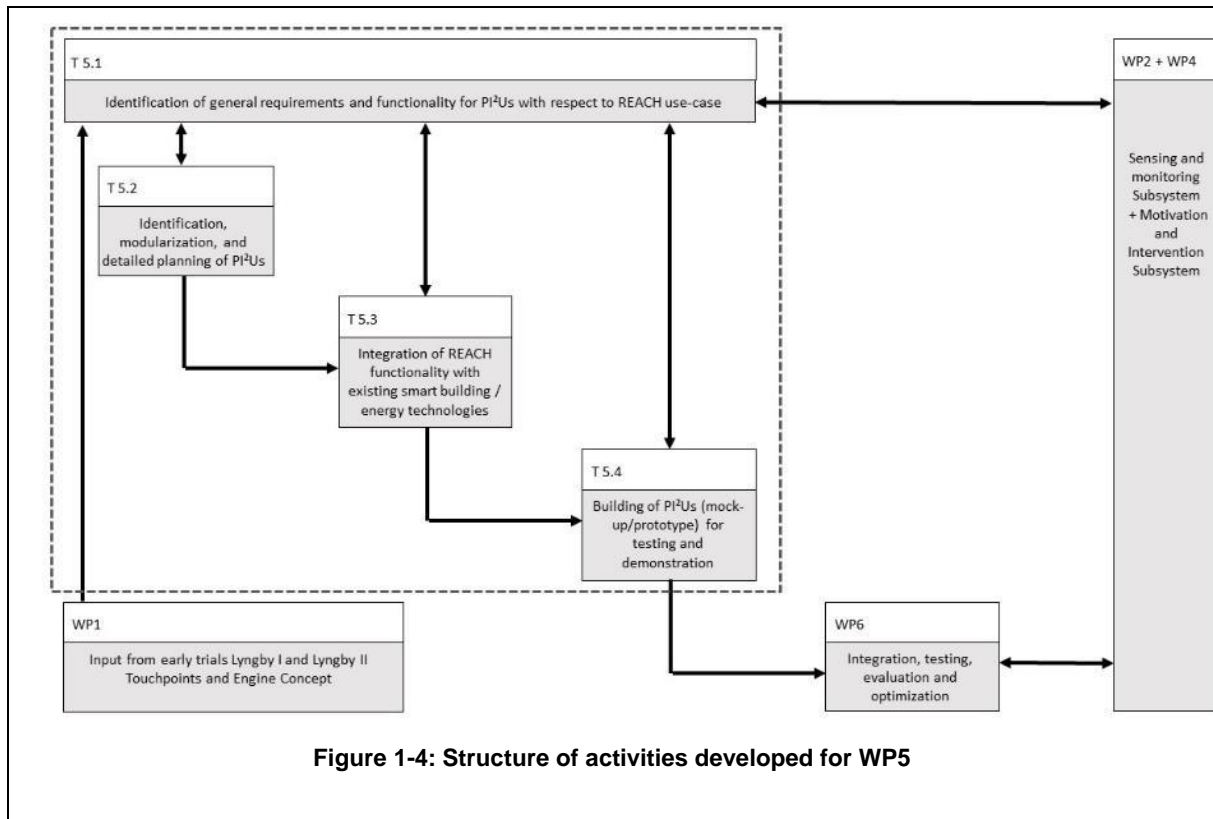 T 5.1
Identification of general requirements and functionality for PI²Us with respect to REACH use-case
WP2 + WP4
Sensing and
monitoring
Subsystem
+ Motivation
and
Intervention
Subsystem
T 5.2
Identification,
modularization, and
detailed planning of PI²Us
T 5.3
Integration of REACH
functionality with
existing smart building /
energy technologies
T 5.4
Building of PI²Us (mock-
up/prototype) for
testing and
demonstration
WP1
Input from early trials Lyngby I and Lyngby II
Touchpoints and Engine Concept
WP6
Integration, testing,
evaluation and
optimization
Figure 1-4: Structure of activities developed for WP5